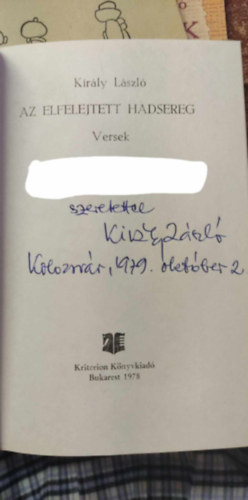 Király László
AZ ELFELEJTETT HADSEREG
Versek
szeretettel
Király László
Kolozsvár, 1979. október 2
Kriterion Könyvkiadó
Bukarest 1978